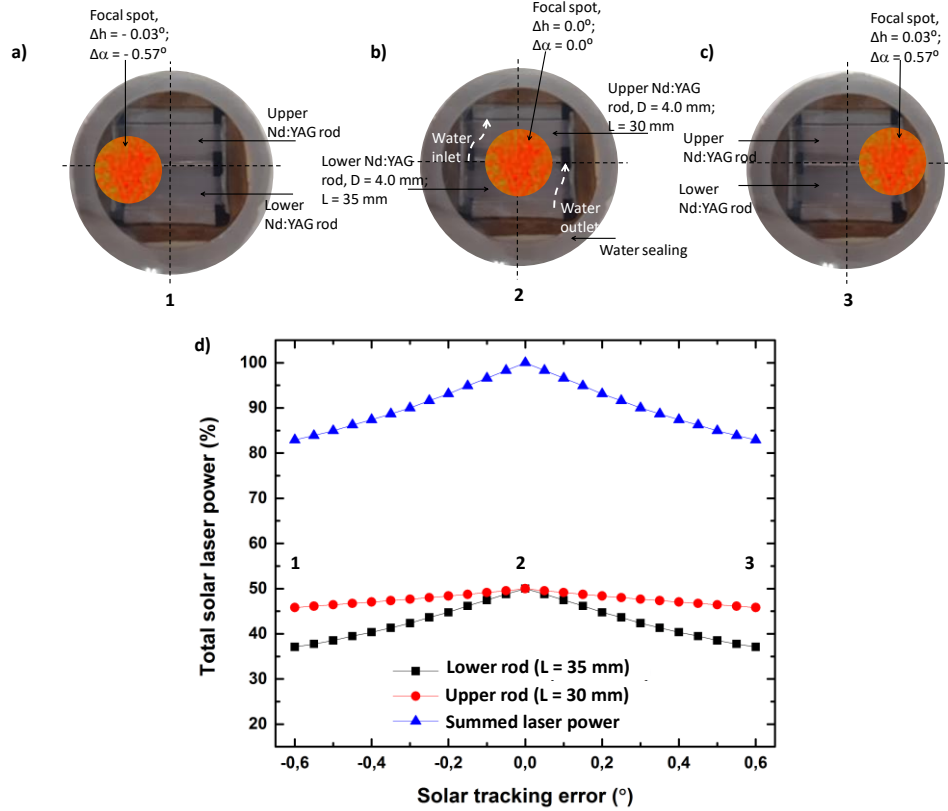 a)
Focal spot,
Δh = - 0.03º;
Δα = - 0.57º
Upper
Nd:YAG rod
Lower
Nd:YAG rod
1
b)
Focal spot,
Δh = 0.0º;
Δα = 0.0º
Upper Nd:YAG
rod, D = 4.0 mm;
L = 30 mm
Water
inlet
Lower Nd:YAG
rod, D = 4.0 mm;
L = 35 mm
Water
outlet
Water sealing
2
c)
Focal spot,
Δh = 0.03º;
Δα = 0.57º
Upper
Nd:YAG rod
Lower
Nd:YAG rod
3
d)
Total solar laser power (%)
100
90
80
70
60
50
40
30
20
1
2
3
Lower rod (L = 35 mm)
Upper rod (L = 30 mm)
Summed laser power
-0,6
-0,4
-0,2
0,0
0,2
0,4
0,6
Solar tracking error (º)